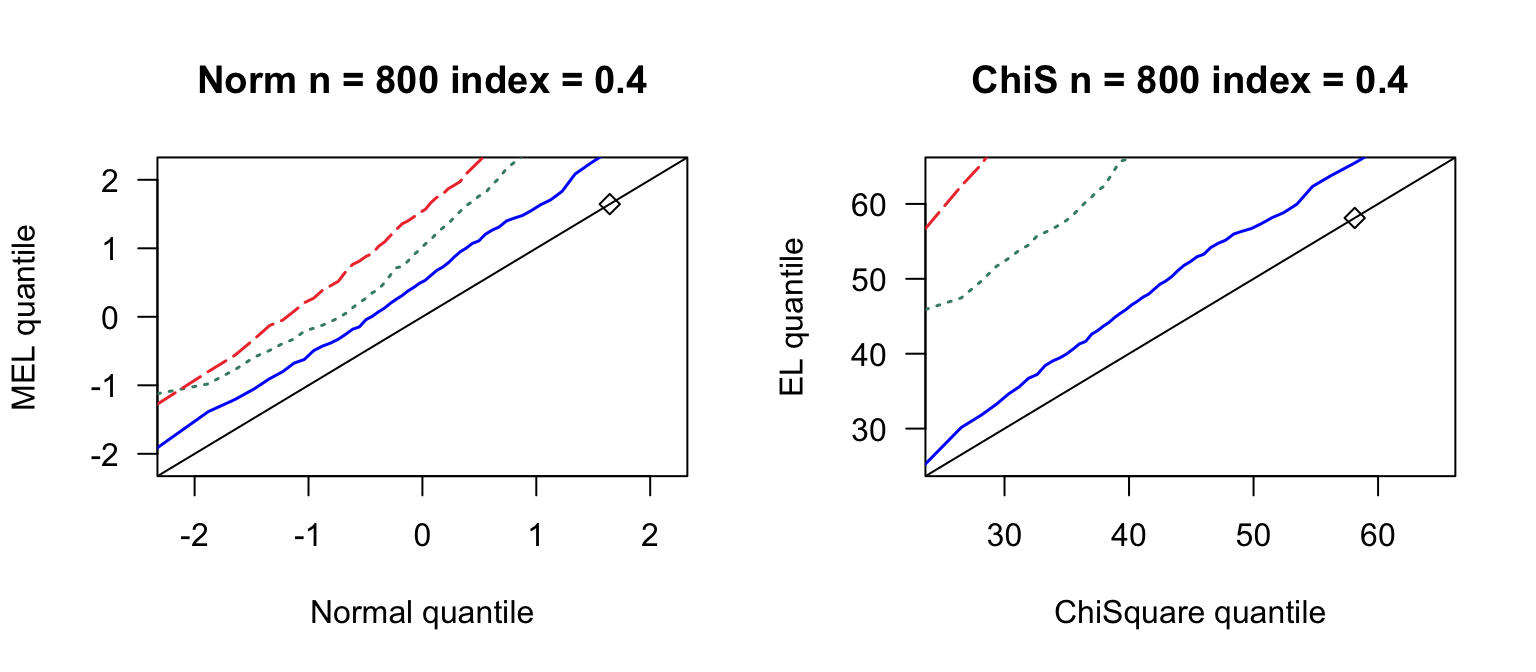 Norm n = 800 index = 0.4
MEL quantile
2
1
0
-1
-2
-2 -1 0 1 2
Normal quantile
ChiS n = 800 index = 0.4
EL quantile
60
50
40
30
30 40 50 60
ChiSquare quantile